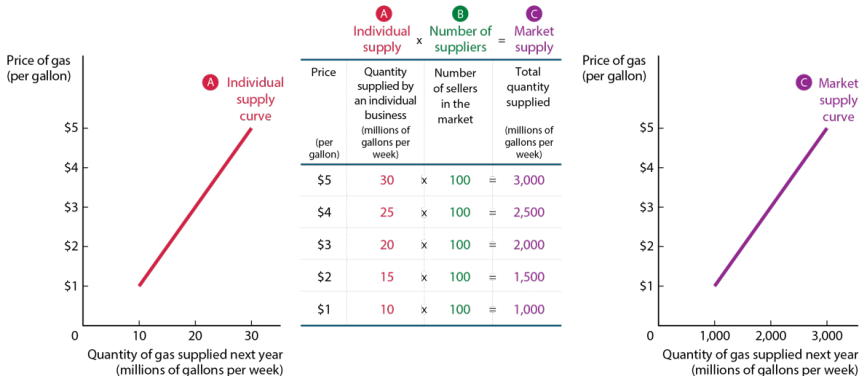 Price of gas
(per gallon)
A Individual
supply
curve
$5
$4
$3
$2
$1
0
10 20 30
Quantity of gas supplied next year
(millions of gallons per week)
A B C
Individual x Number of = Market
supply suppliers supply
Price Quantity Number Total
supplied by of sellers quantity
an individual in the supplied
business market
(millions of (millions of
(per gallons per gallons per
gallon) week) week)
$5 30 x 100 = 3,000
$4 25 x 100 = 2,500
$3 20 x 100 = 2,000
$2 15 x 100 = 1,500
$1 10 x 100 = 1,000
Price of gas
(per gallon)
C Market
supply
curve
$5
$4
$3
$2
$1
0
1,000 2,000 3,000
Quantity of gas supplied next year
(millions of gallons per week)